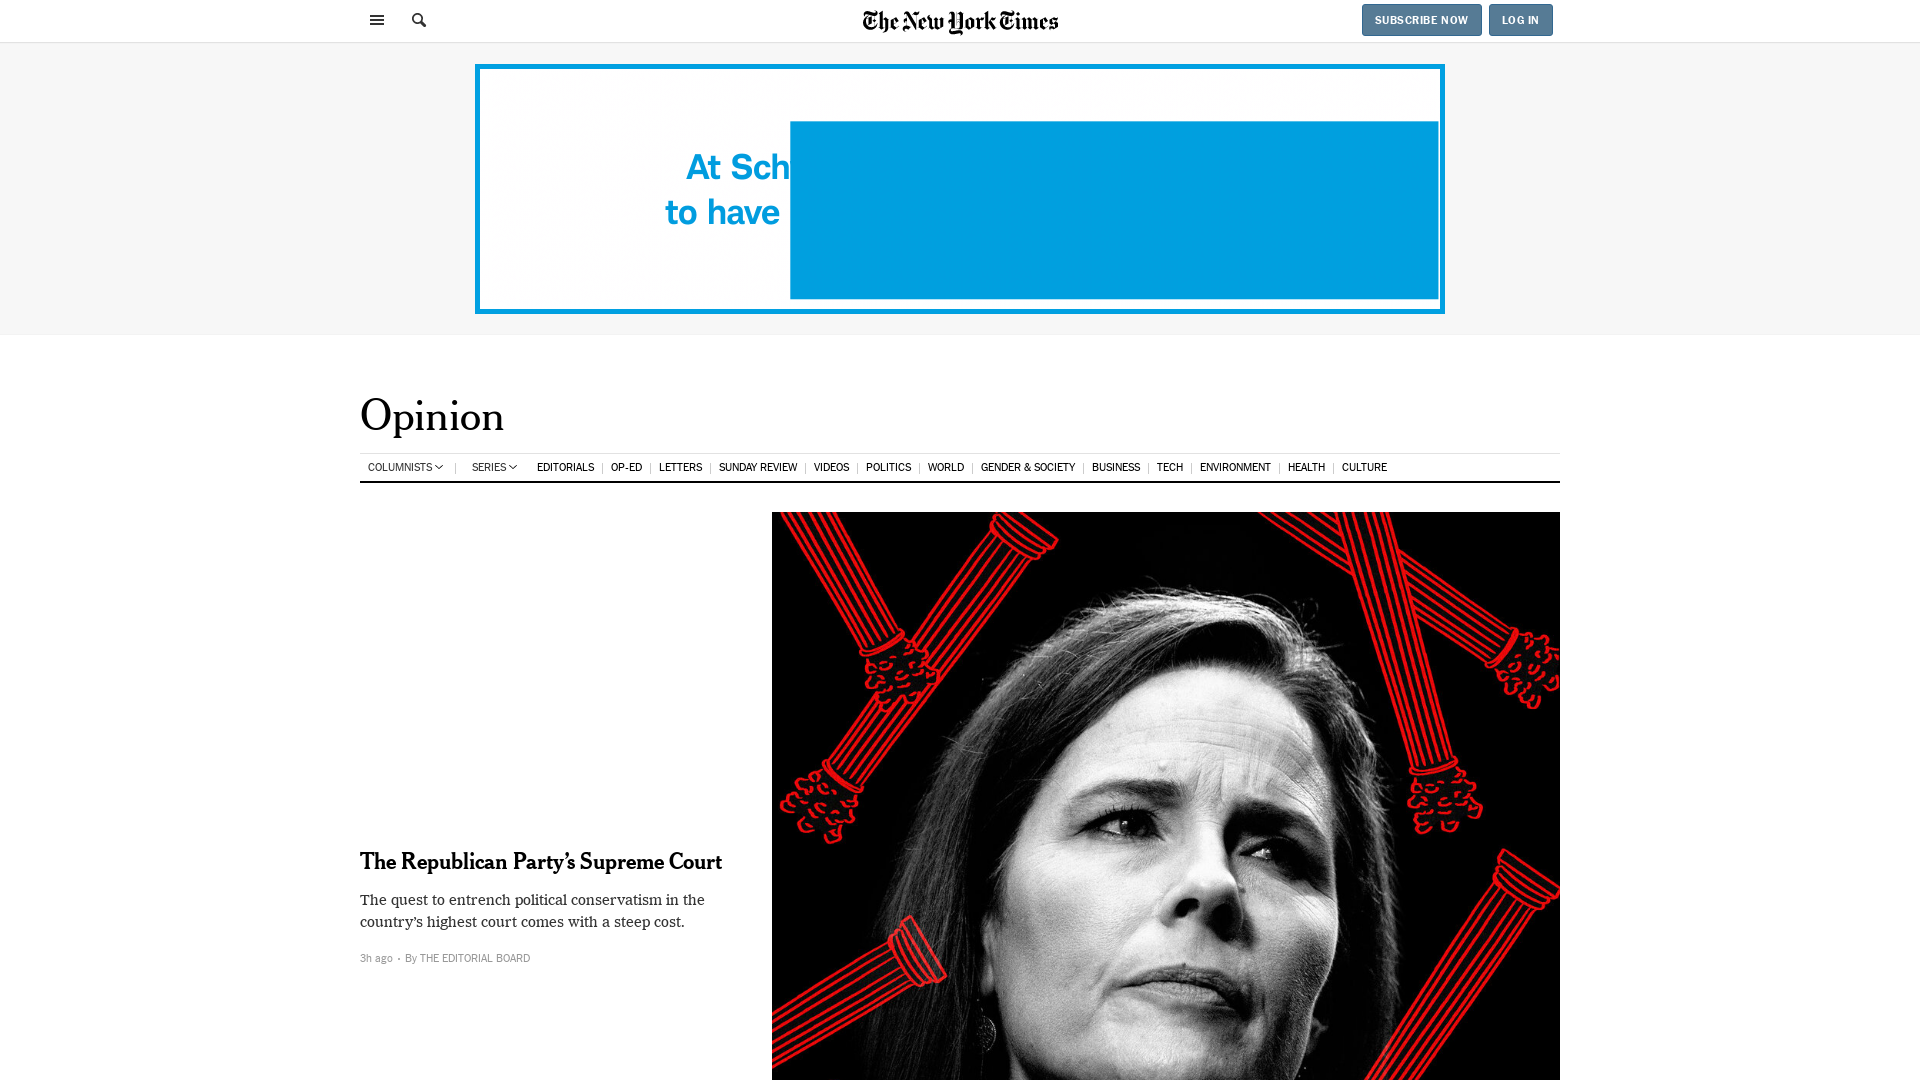 The New York Times
SUBSCRIBE NOW
LOG IN
At Sch
to have
Opinion
COLUMNISTS
SERIES
EDITORIALS
OP-ED
LETTERS
SUNDAY REVIEW
VIDEOS
POLITICS
WORLD
GENDER & SOCIETY
BUSINESS
TECH
ENVIRONMENT
HEALTH
CULTURE
The Republican Party’s Supreme Court
The quest to entrench political conservatism in the
country’s highest court comes with a steep cost.
3h ago • By THE EDITORIAL BOARD